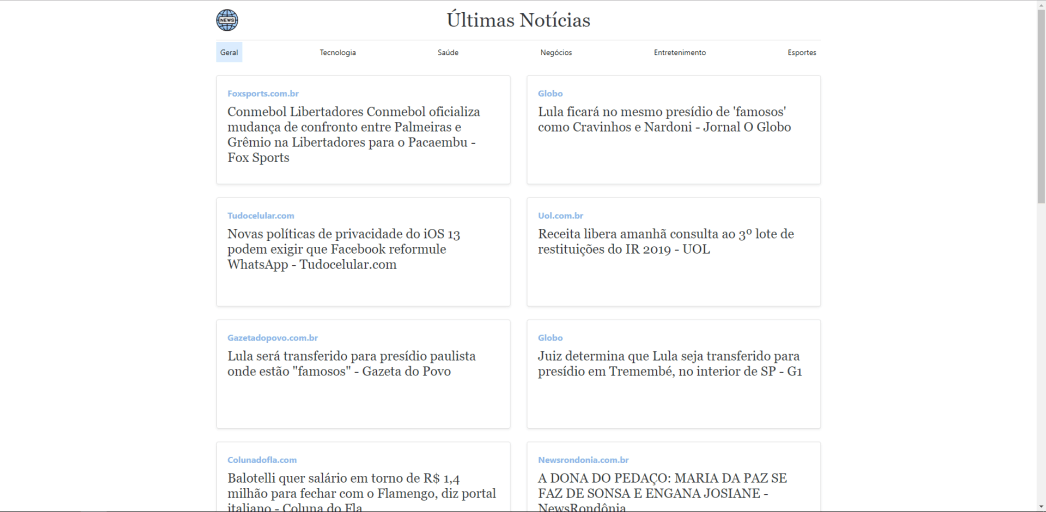 NEWS
Últimas Notícias
Geral
Tecnologia
Saúde
Negócios
Entretenimento
Esportes
Foxsports.com.br
Conmebol Libertadores Conmebol oficializa
mudança de confronto entre Palmeiras e
Grêmio na Libertadores para o Pacaembu -
Fox Sports
Globo
Lula ficará no mesmo presídio de 'famosos'
como Cravinhos e Nardoni - Jornal O Globo
Tudocelular.com
Novas políticas de privacidade do iOS 13
podem exigir que Facebook reformule
WhatsApp - Tudocelular.com
Uol.com.br
Receita libera amanhã consulta ao 3º lote de
restituições do IR 2019 - UOL
Gazetadopovo.com.br
Lula será transferido para presídio paulista
onde estão "famosos" - Gazeta do Povo
Globo
Juiz determina que Lula seja transferido para
presídio em Tremembé, no interior de SP - G1
Colunadofla.com
Balotelli quer salário em torno de R$ 1,4
milhão para fechar com o Flamengo, diz portal
italiano - Coluna do Fla
Newsrondonia.com.br
A DONA DO PEDAÇO: MARIA DA PAZ SE
FAZ DE SONSA E ENGANA JOSIANE -
NewsRondônia